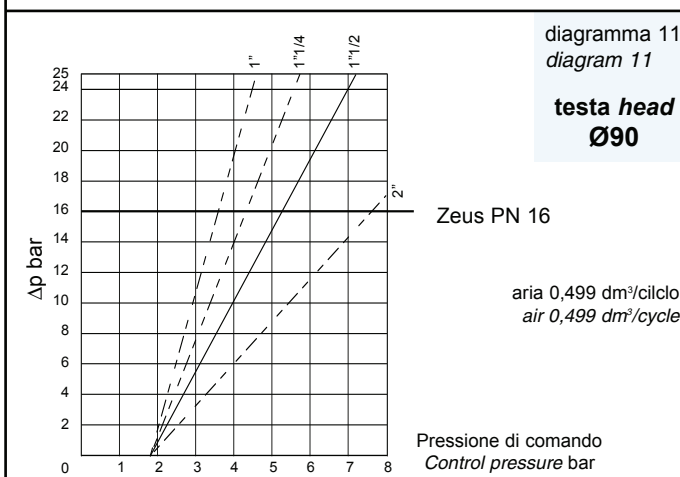 diagramma 11
diagram 11
testa head
Ø90
1"
1"1/4
1"1/2
2"
25
24
22
20
18
16
14
12
10
8
6
4
2
0
1 2 3 4 5 6 7 8
Δp bar
Zeus PN 16
aria 0,499 dm³/cilclo
air 0,499 dm³/cycle
Pressione di comando
Control pressure bar